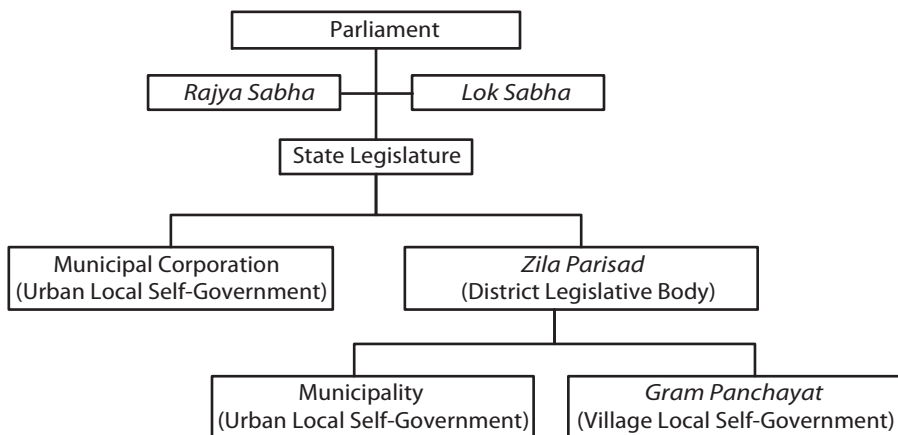 Parliament
Rajya Sabha
Lok Sabha
State Legislature
Municipal Corporation
(Urban Local Self-Government)
Zila Parisad
(District Legislative Body)
Municipality
(Urban Local Self-Government)
Gram Panchayat
(Village Local Self-Government)